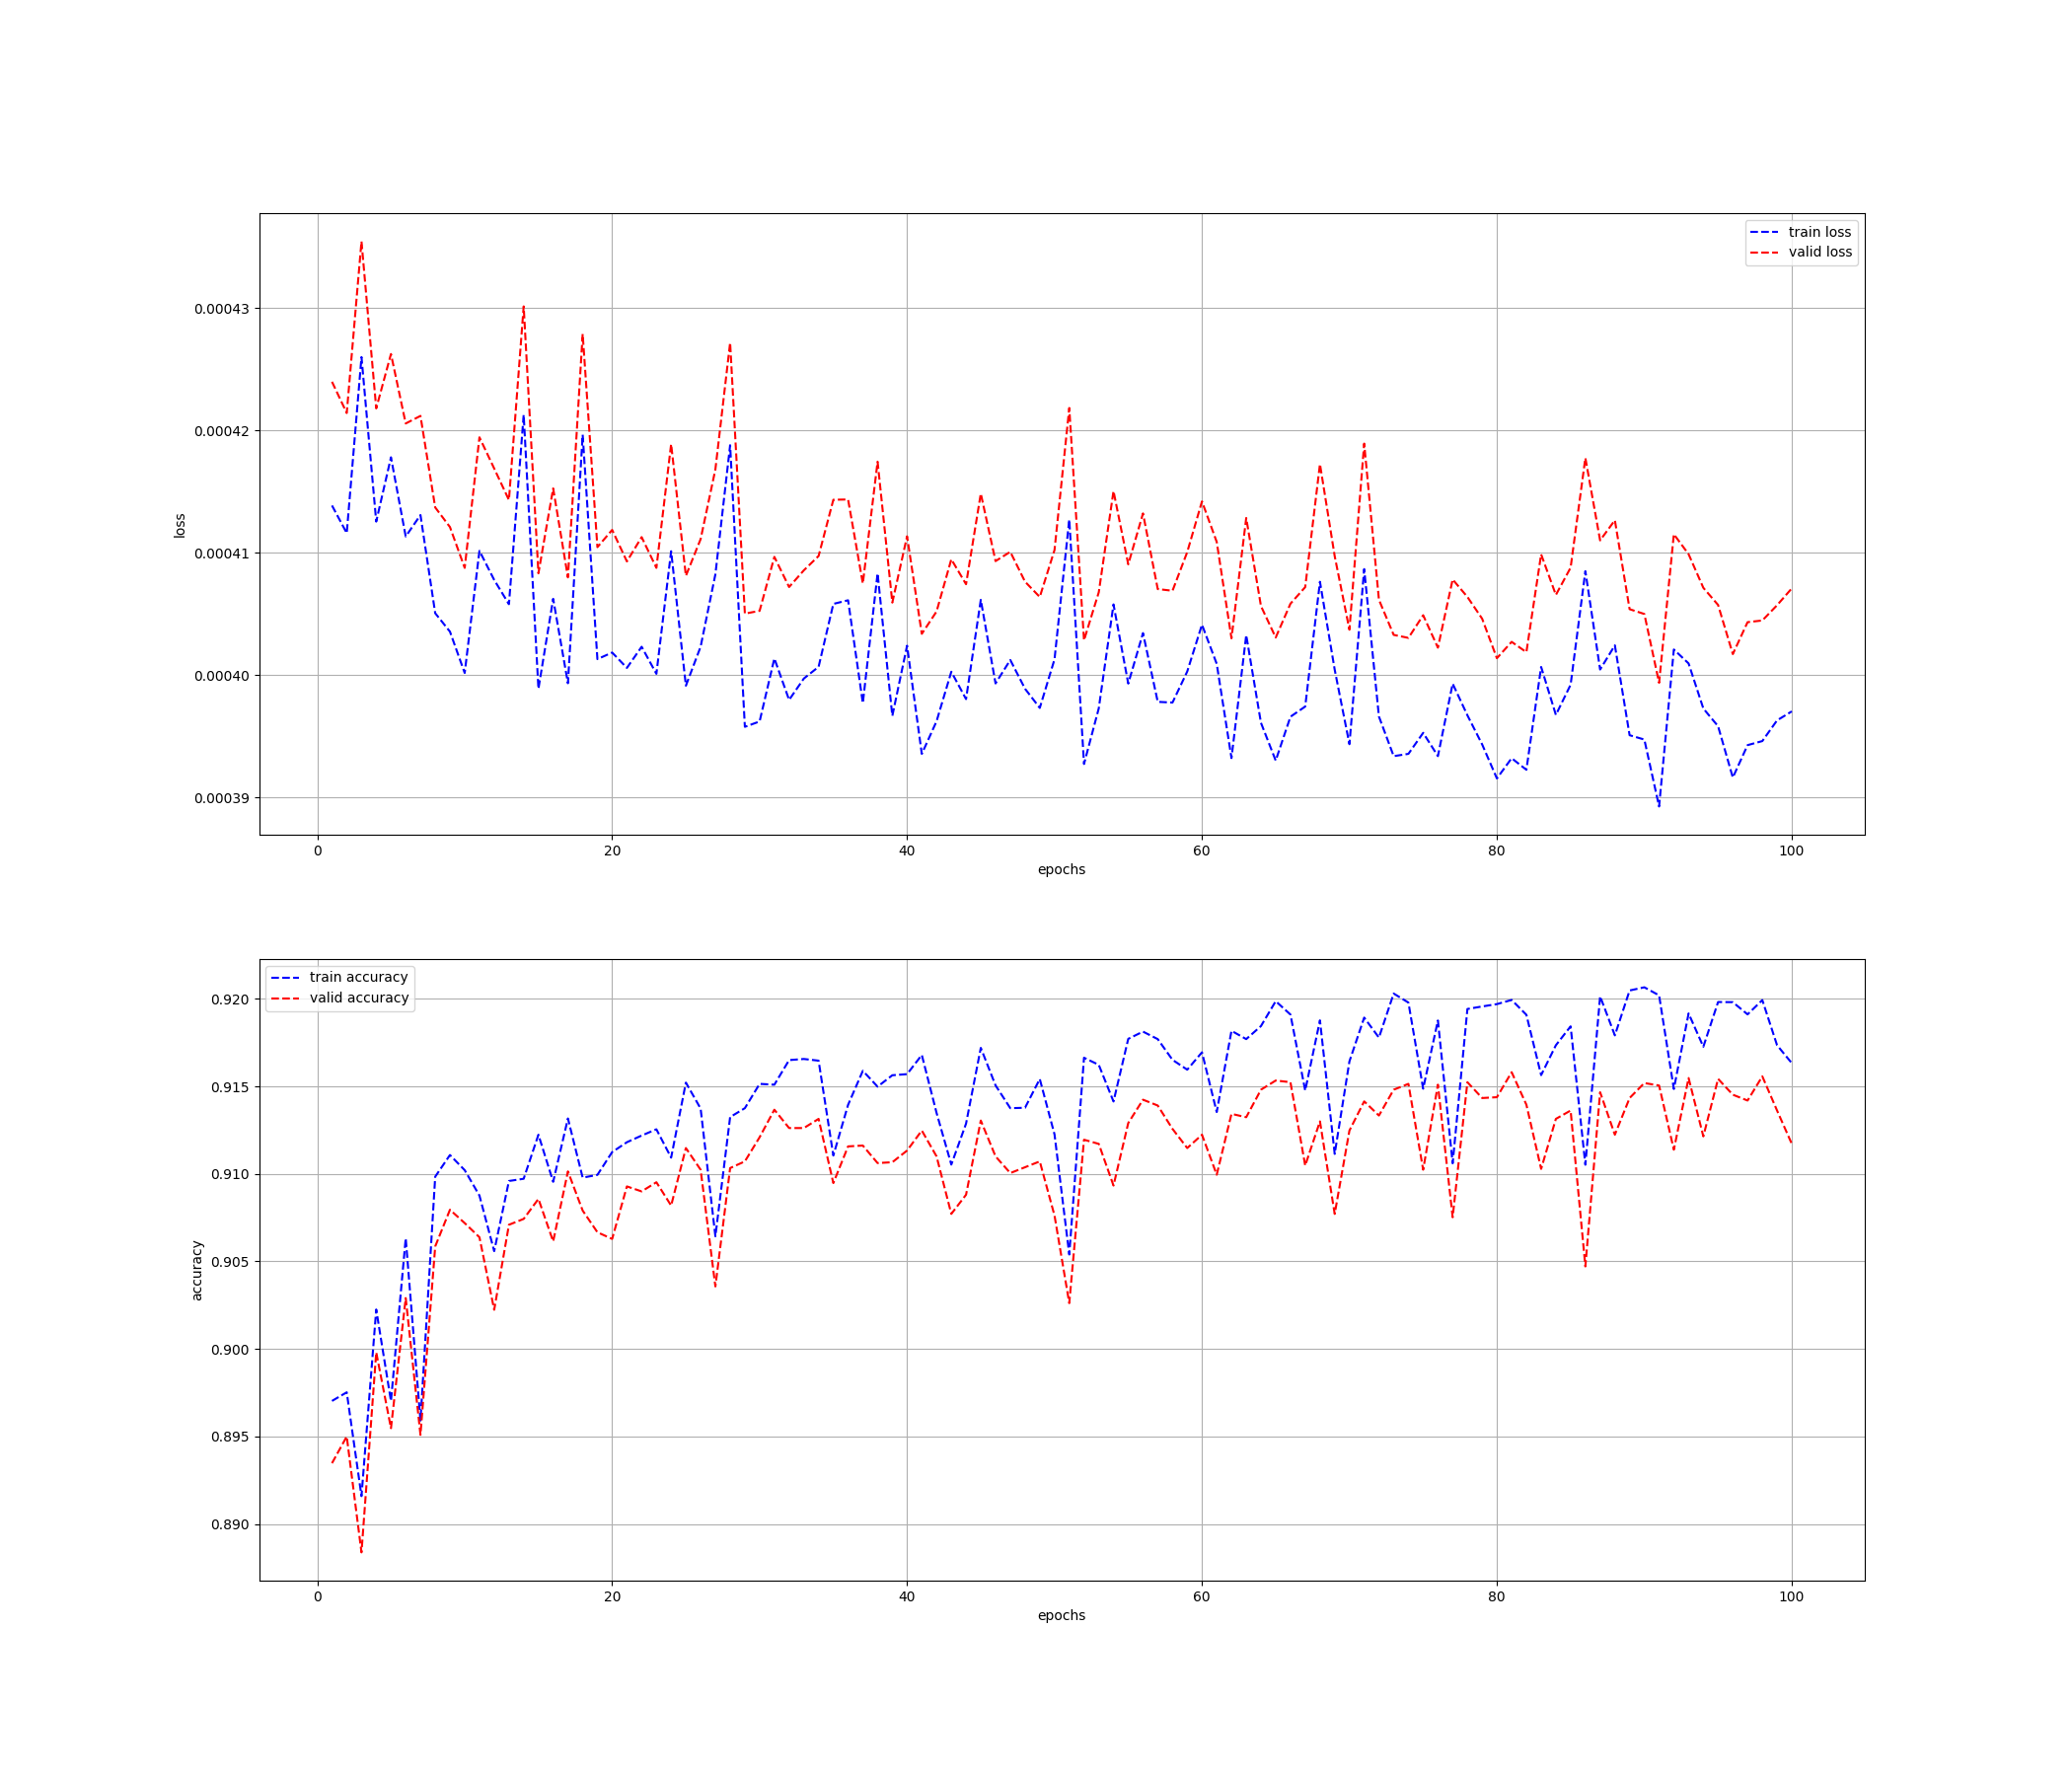 train loss
valid loss
0.00043
0.00042
0.00041
0.00040
0.00039
loss
0 20 40 60 80 100
epochs
train accuracy
valid accuracy
0.920
0.915
0.910
0.905
0.900
0.895
0.890
accuracy
0 20 40 60 80 100
epochs